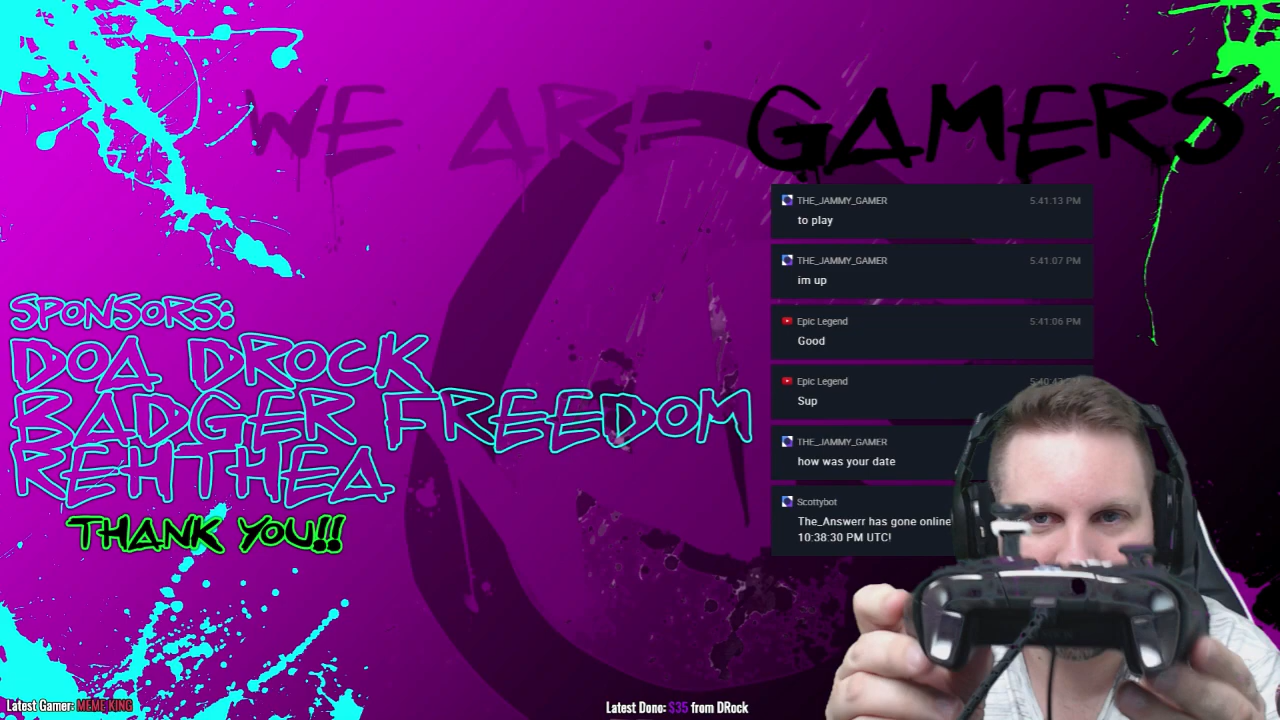 WE ARE GAMERS
SPONSORS:
DOA DROCK
BADGER FREEDOM
REHTHEA
THANK YOU!!
THE_JAMMY_GAMER 5.41.13 PM
to play
THE_JAMMY_GAMER 5.41.07 PM
im up
Epic Legend 5.41.06 PM
Good
Epic Legend
Sup
THE_JAMMY_GAMER
how was your date
Scottybot
The_Answerr has gone online
10:38:30 PM UTC!
Latest Gamer: MEME KING
Latest Dono: $35 from DRock